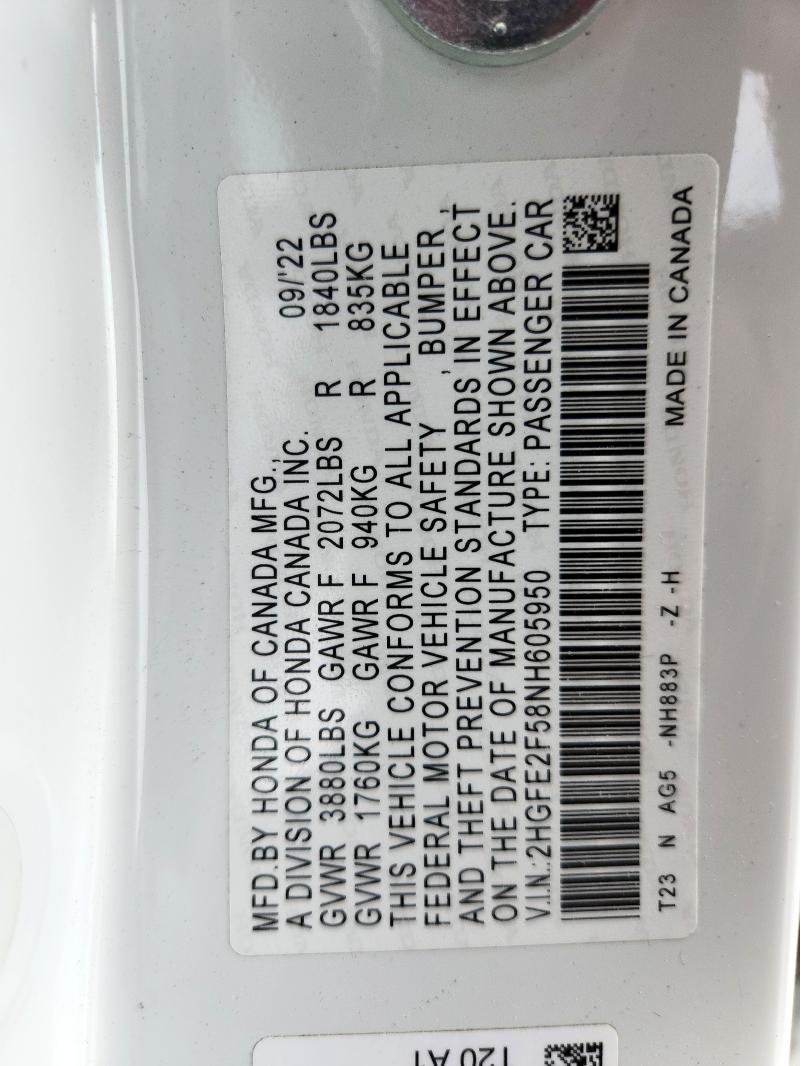 MFD.BY HONDA OF CANADA MFG., 09/'22
A DIVISION OF HONDA CANADA INC.
GVWR 3880LBS GAWR F 2072LBS R 1840LBS
GVWR 1760KG GAWR F 940KG R 835KG
THIS VEHICLE CONFORMS TO ALL APPLICABLE
FEDERAL MOTOR VEHICLE SAFETY , BUMPER ,
AND THEFT PREVENTION STANDARDS IN EFFECT
ON THE DATE OF MANUFACTURE SHOWN ABOVE.
V.I.N.:2HGFE2F58NH605950 TYPE: PASSENGER CAR
T23 N AG5 -NH883P -Z -H MADE IN CANADA